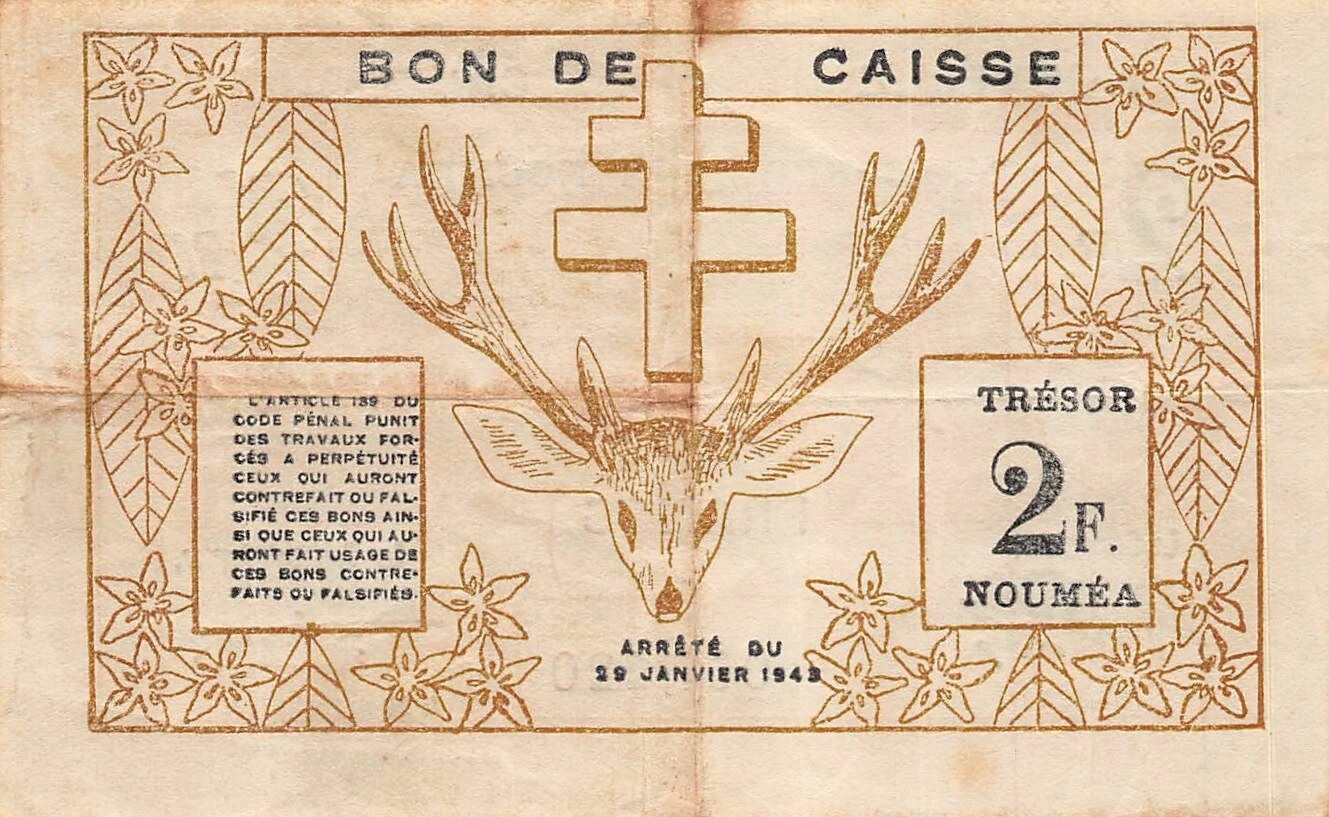 BON DE CAISSE
L'ARTICLE 139 DU
CODE PÉNAL PUNIT
DES TRAVAUX FOR-
CÉS A PERPÉTUITÉ
CEUX QUI AURONT
CONTREFAIT OU FAL-
SIFIÉ CES BONS AIN-
SI QUE CEUX QUI AU-
RONT FAIT USAGE DE
CES BONS CONTRE-
FAITS OU FALSIFIÉS.
TRÉSOR
2 F.
NOUMÉA
ARRÊTÉ DU
29 JANVIER 1943